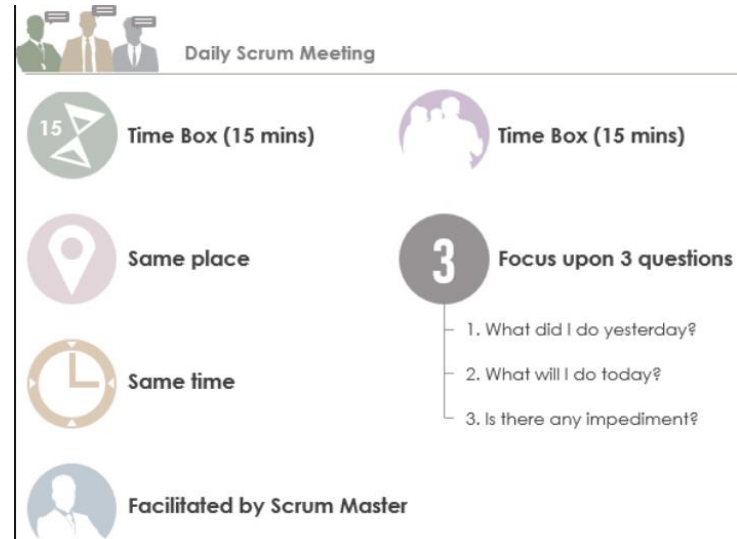 Daily Scrum Meeting
15
Time Box (15 mins)
Time Box (15 mins)
Same place
3
Focus upon 3 questions
1. What did I do yesterday?
2. What will I do today?
3. Is there any impediment?
Same time
Facilitated by Scrum Master